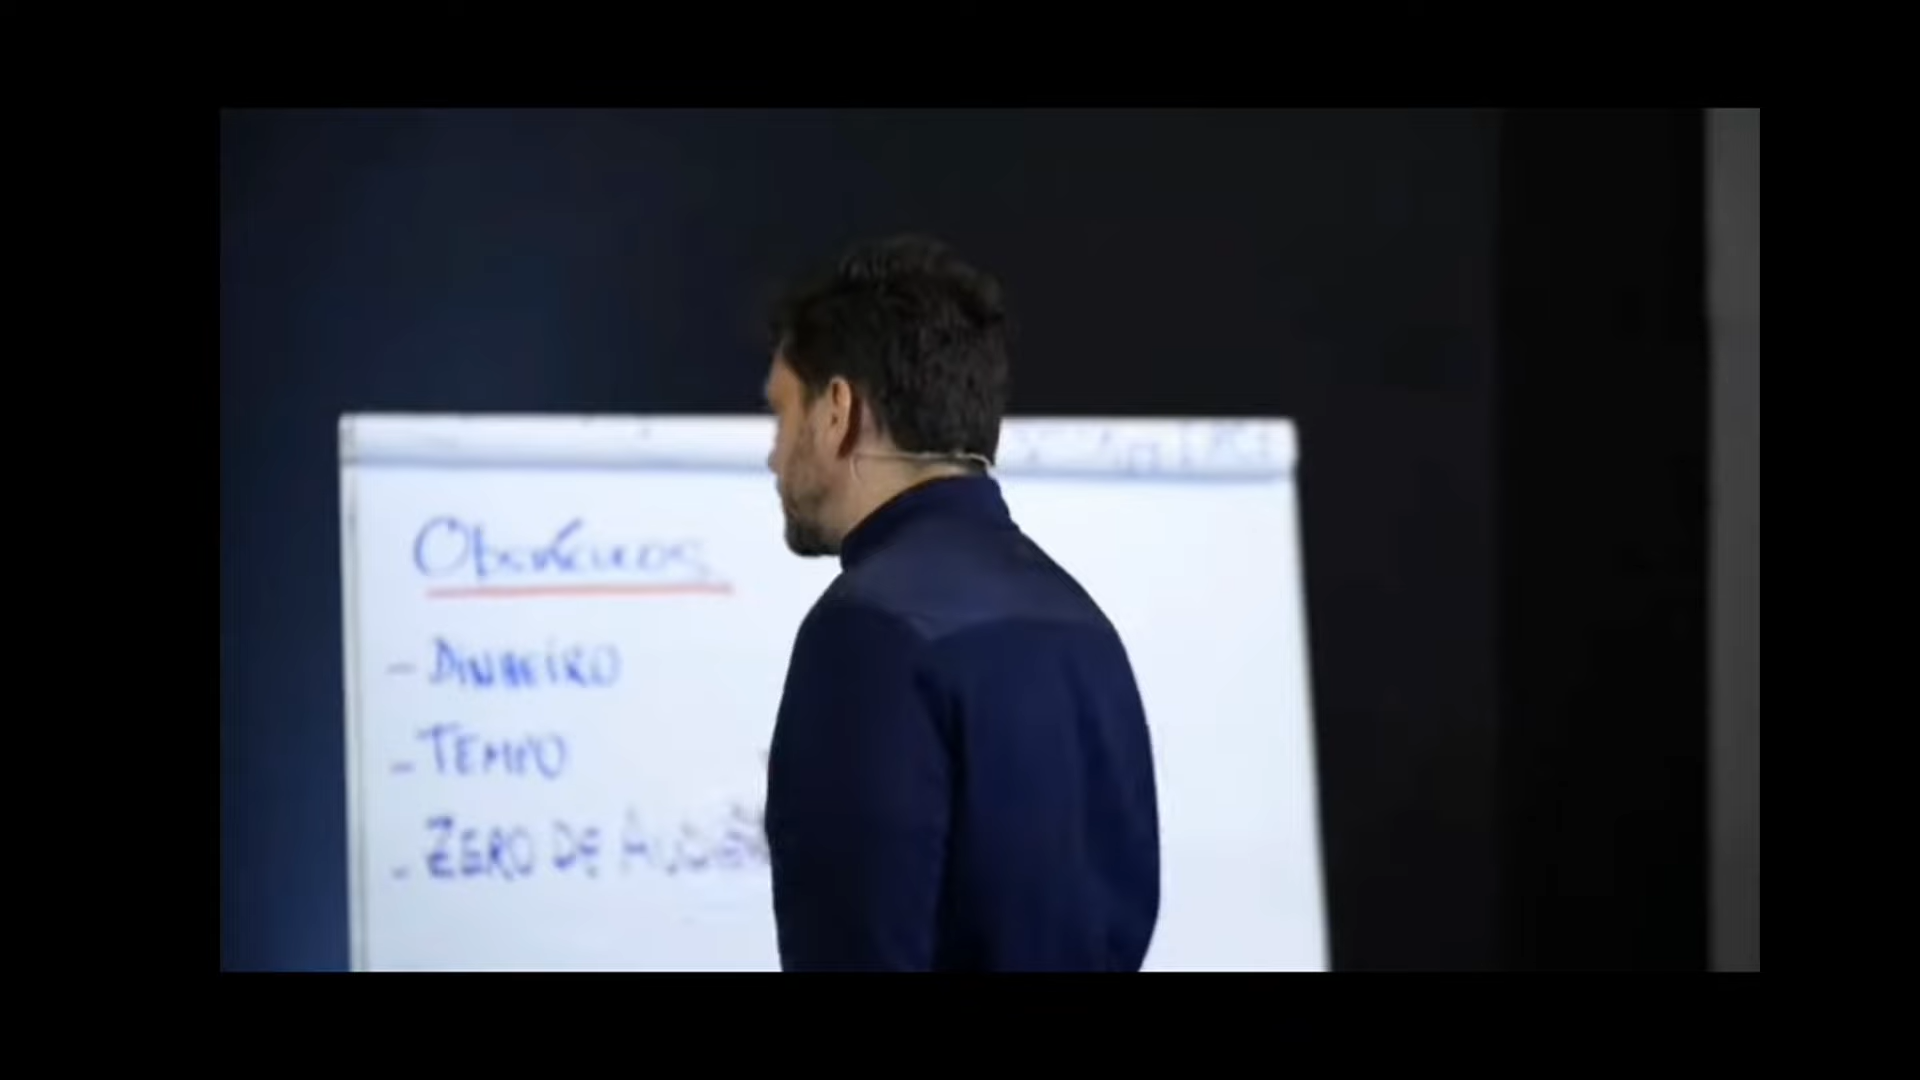 Obstáculos
- DINHEIRO
- TEMPO
- ZERO DE